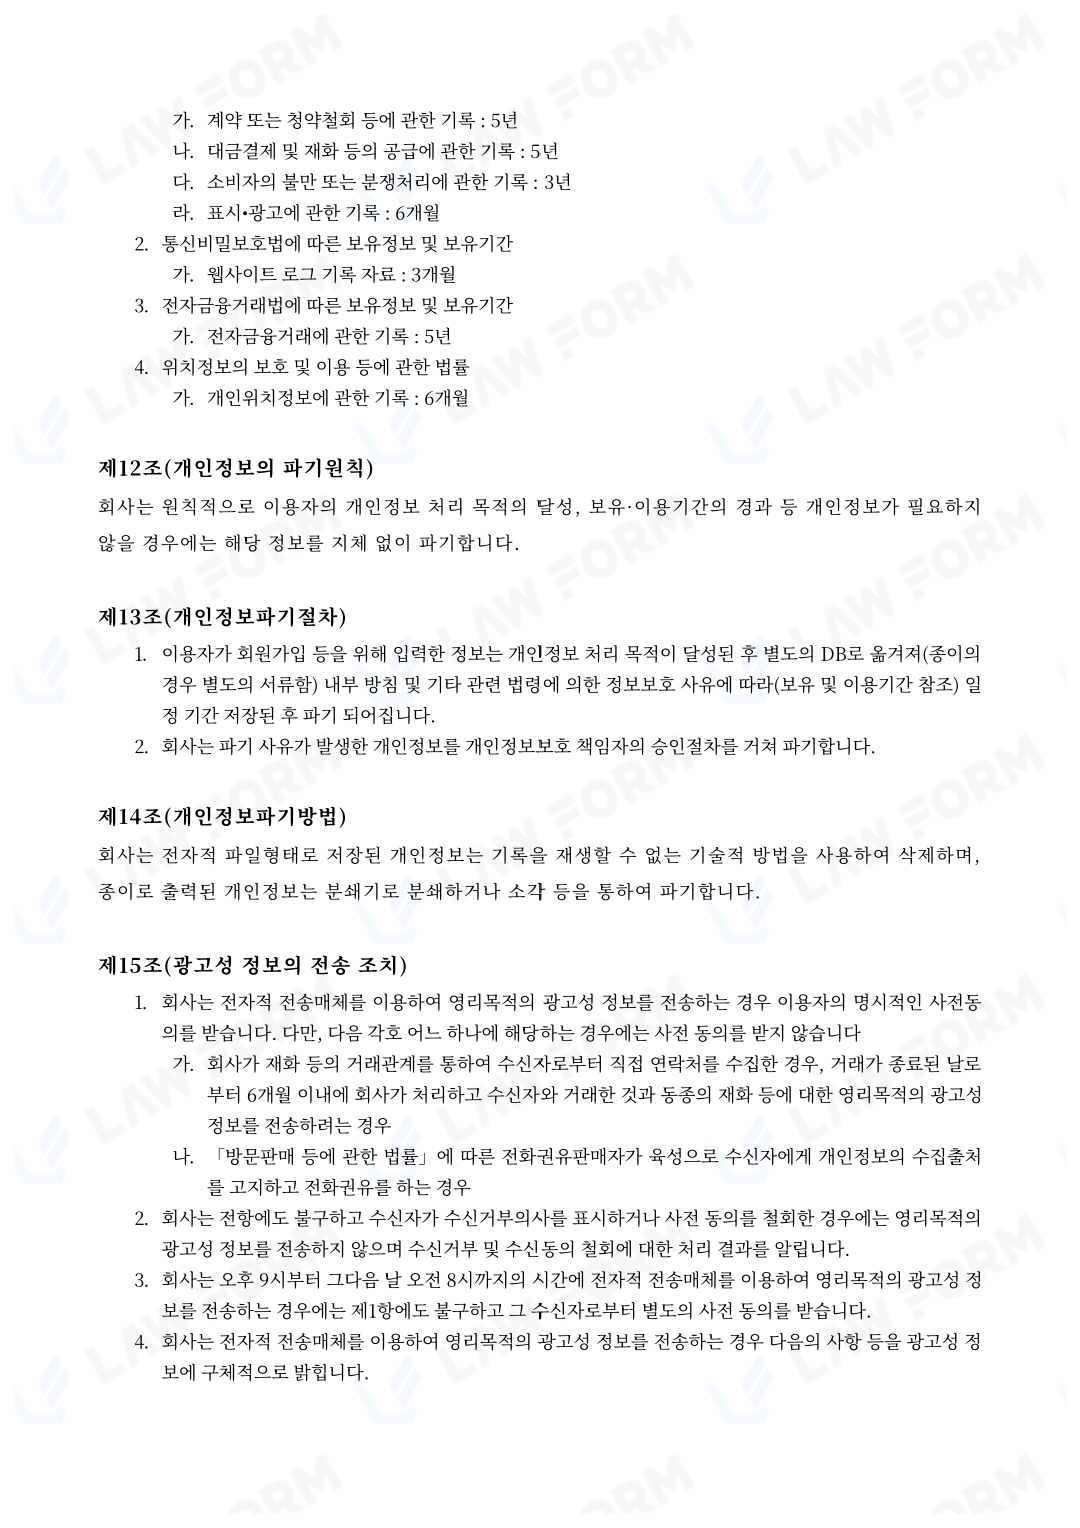 가. 계약 또는 청약철회 등에 관한 기록 : 5년
나. 대금결제 및 재화 등의 공급에 관한 기록 : 5년
다. 소비자의 불만 또는 분쟁처리에 관한 기록 : 3년
라. 표시•광고에 관한 기록 : 6개월
2. 통신비밀보호법에 따른 보유정보 및 보유기간
가. 웹사이트 로그 기록 자료 : 3개월
3. 전자금융거래법에 따른 보유정보 및 보유기간
가. 전자금융거래에 관한 기록 : 5년
4. 위치정보의 보호 및 이용 등에 관한 법률
가. 개인위치정보에 관한 기록 : 6개월
제12조(개인정보의 파기원칙)
회사는 원칙적으로 이용자의 개인정보 처리 목적의 달성, 보유·이용기간의 경과 등 개인정보가 필요하지
않을 경우에는 해당 정보를 지체 없이 파기합니다.
제13조(개인정보파기절차)
1. 이용자가 회원가입 등을 위해 입력한 정보는 개인정보 처리 목적이 달성된 후 별도의 DB로 옮겨져(종이의
경우 별도의 서류함) 내부 방침 및 기타 관련 법령에 의한 정보보호 사유에 따라(보유 및 이용기간 참조) 일
정 기간 저장된 후 파기 되어집니다.
2. 회사는 파기 사유가 발생한 개인정보를 개인정보보호 책임자의 승인절차를 거쳐 파기합니다.
제14조(개인정보파기방법)
회사는 전자적 파일형태로 저장된 개인정보는 기록을 재생할 수 없는 기술적 방법을 사용하여 삭제하며,
종이로 출력된 개인정보는 분쇄기로 분쇄하거나 소각 등을 통하여 파기합니다.
제15조(광고성 정보의 전송 조치)
1. 회사는 전자적 전송매체를 이용하여 영리목적의 광고성 정보를 전송하는 경우 이용자의 명시적인 사전동
의를 받습니다. 다만, 다음 각호 어느 하나에 해당하는 경우에는 사전 동의를 받지 않습니다
가. 회사가 재화 등의 거래관계를 통하여 수신자로부터 직접 연락처를 수집한 경우, 거래가 종료된 날로
부터 6개월 이내에 회사가 처리하고 수신자와 거래한 것과 동종의 재화 등에 대한 영리목적의 광고성
정보를 전송하려는 경우
나. 「방문판매 등에 관한 법률」에 따른 전화권유판매자가 육성으로 수신자에게 개인정보의 수집출처
를 고지하고 전화권유를 하는 경우
2. 회사는 전항에도 불구하고 수신자가 수신거부의사를 표시하거나 사전 동의를 철회한 경우에는 영리목적의
광고성 정보를 전송하지 않으며 수신거부 및 수신동의 철회에 대한 처리 결과를 알립니다.
3. 회사는 오후 9시부터 그다음 날 오전 8시까지의 시간에 전자적 전송매체를 이용하여 영리목적의 광고성 정
보를 전송하는 경우에는 제1항에도 불구하고 그 수신자로부터 별도의 사전 동의를 받습니다.
4. 회사는 전자적 전송매체를 이용하여 영리목적의 광고성 정보를 전송하는 경우 다음의 사항 등을 광고성 정
보에 구체적으로 밝힙니다.